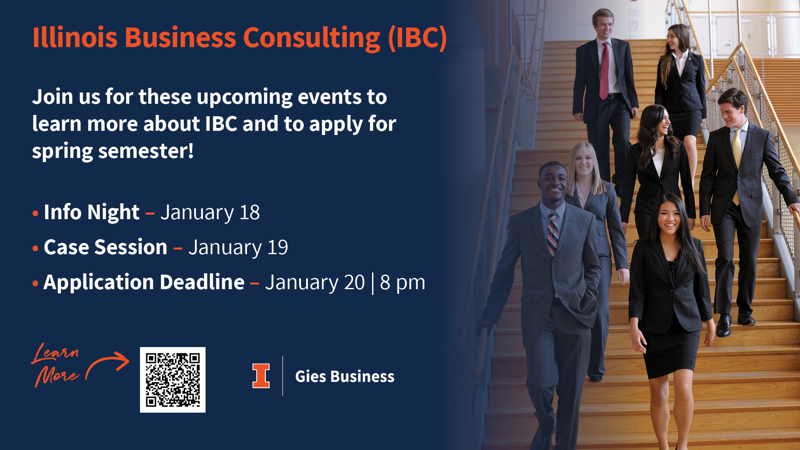 Illinois Business Consulting (IBC)
Join us for these upcoming events to
learn more about IBC and to apply for
spring semester!
• Info Night – January 18
• Case Session – January 19
• Application Deadline – January 20 | 8 pm
Learn
More
I
Gies Business